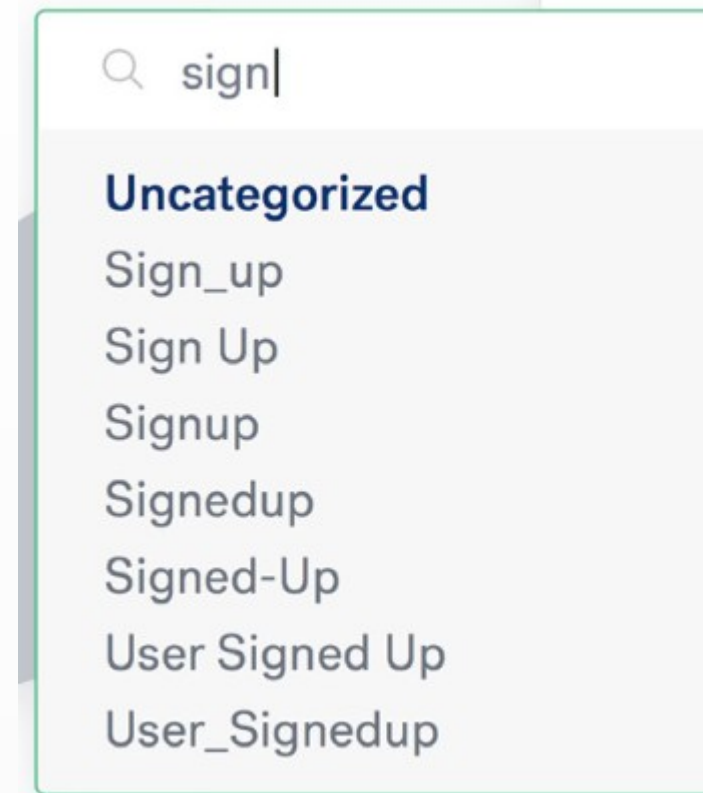 sign
Uncategorized
Sign_up
Sign Up
Signup
Signedup
Signed-Up
User Signed Up
User_Signedup